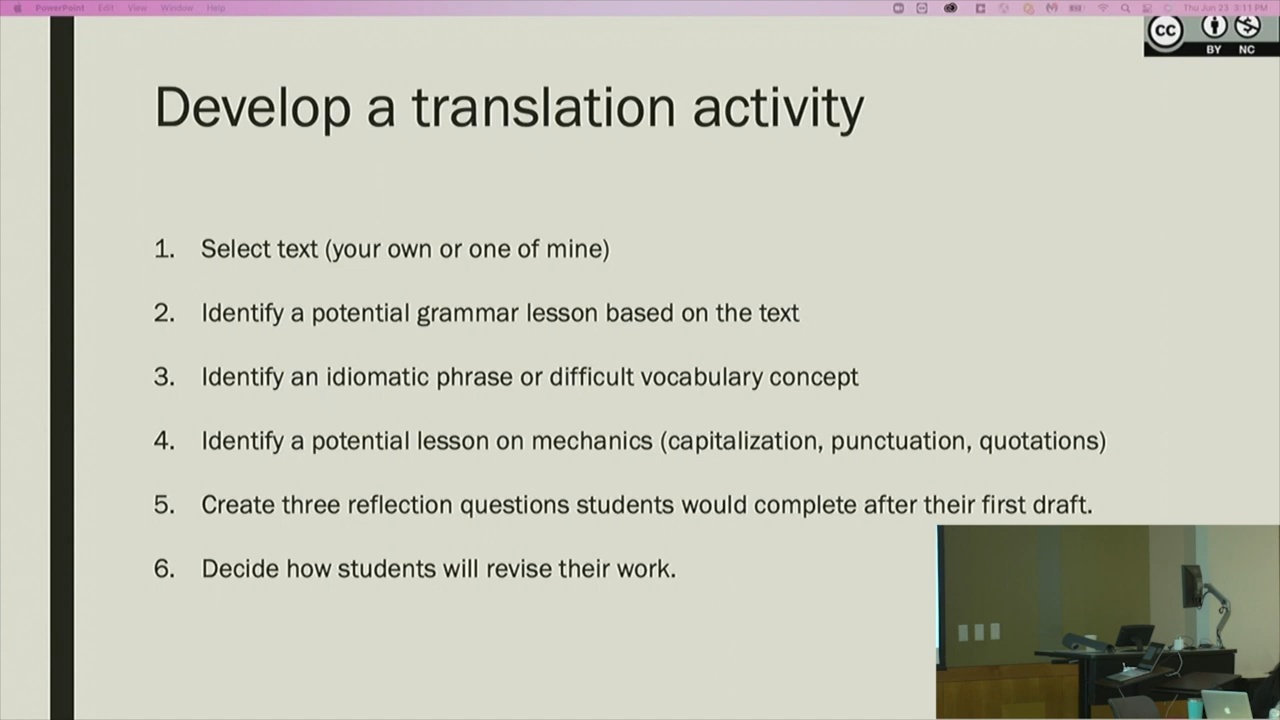 PowerPoint Edit View Window Help Thu Jun 23 3:11 PM
CC
BY NC
Develop a translation activity
1. Select text (your own or one of mine)
2. Identify a potential grammar lesson based on the text
3. Identify an idiomatic phrase or difficult vocabulary concept
4. Identify a potential lesson on mechanics (capitalization, punctuation, quotations)
5. Create three reflection questions students would complete after their first draft.
6. Decide how students will revise their work.